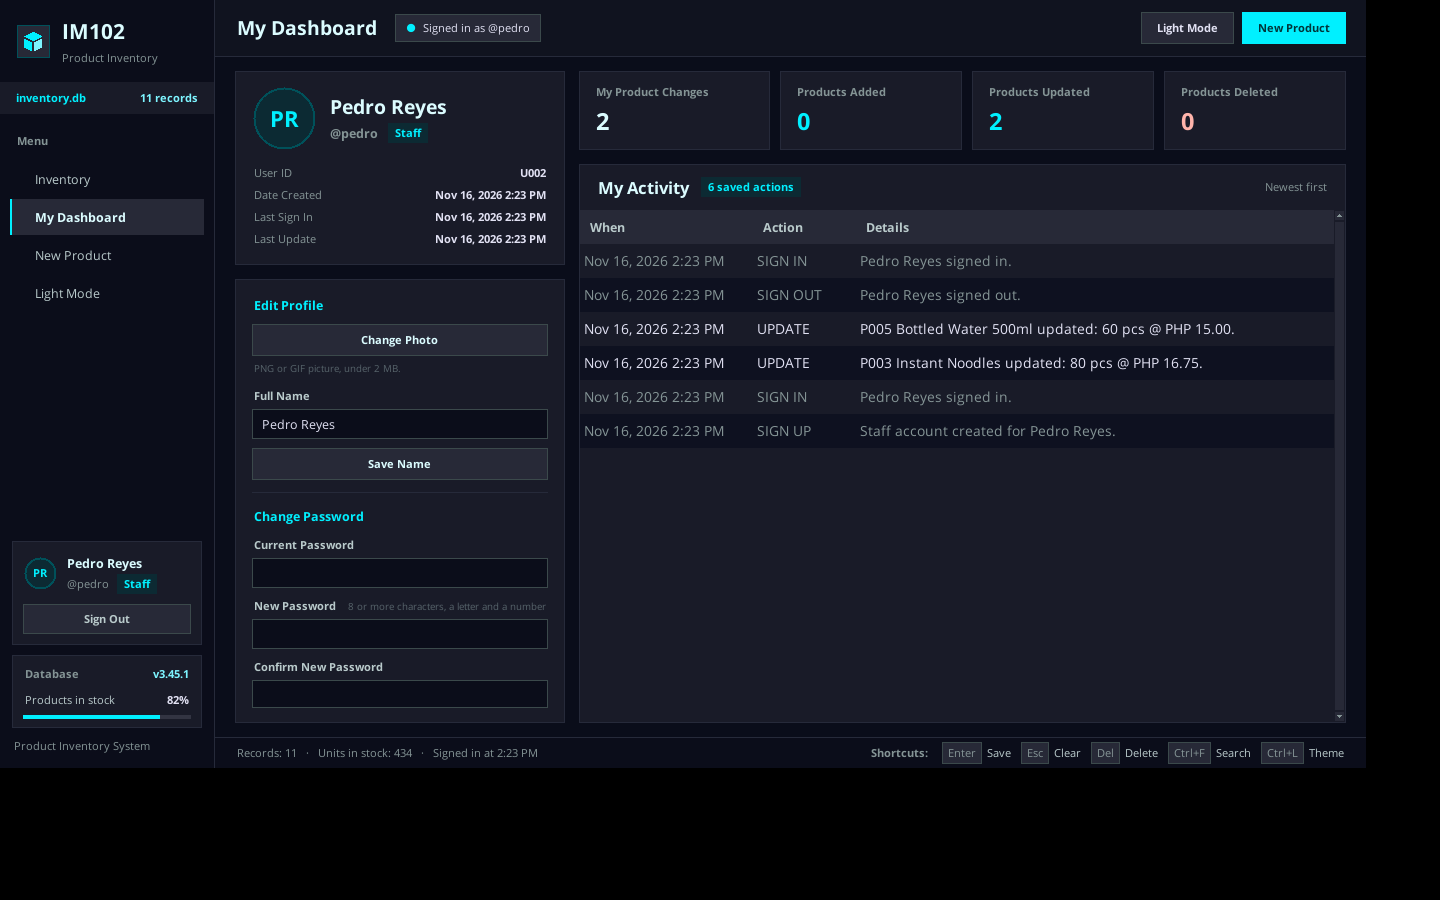 IM102
Product Inventory
inventory.db 11 records
Menu
Inventory
My Dashboard
New Product
Light Mode
PR
Pedro Reyes
@pedro Staff
Sign Out
Database v3.45.1
Products in stock 82%
Product Inventory System
My Dashboard
Signed in as @pedro
Light Mode
New Product
PR
Pedro Reyes
@pedro Staff
User ID U002
Date Created Nov 16, 2026 2:23 PM
Last Sign In Nov 16, 2026 2:23 PM
Last Update Nov 16, 2026 2:23 PM
Edit Profile
Change Photo
PNG or GIF picture, under 2 MB.
Full Name
Pedro Reyes
Save Name
Change Password
Current Password
New Password 8 or more characters, a letter and a number
Confirm New Password
My Product Changes
2
Products Added
0
Products Updated
2
Products Deleted
0
My Activity 6 saved actions Newest first
When Action Details
Nov 16, 2026 2:23 PM SIGN IN Pedro Reyes signed in.
Nov 16, 2026 2:23 PM SIGN OUT Pedro Reyes signed out.
Nov 16, 2026 2:23 PM UPDATE P005 Bottled Water 500ml updated: 60 pcs @ PHP 15.00.
Nov 16, 2026 2:23 PM UPDATE P003 Instant Noodles updated: 80 pcs @ PHP 16.75.
Nov 16, 2026 2:23 PM SIGN IN Pedro Reyes signed in.
Nov 16, 2026 2:23 PM SIGN UP Staff account created for Pedro Reyes.
Records: 11 · Units in stock: 434 · Signed in at 2:23 PM
Shortcuts: Enter Save Esc Clear Del Delete Ctrl+F Search Ctrl+L Theme